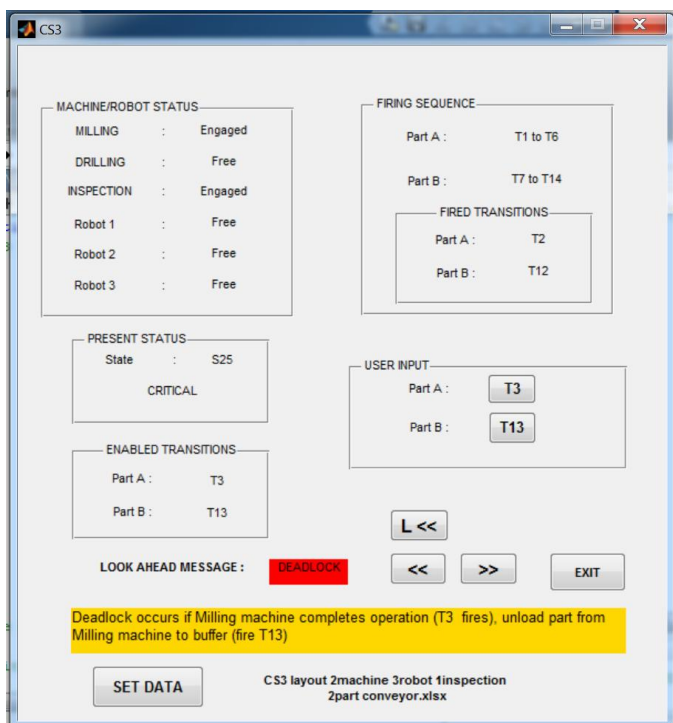 CS3
MACHINE/ROBOT STATUS
MILLING : Engaged
DRILLING : Free
INSPECTION : Engaged
Robot 1 : Free
Robot 2 : Free
Robot 3 : Free
FIRING SEQUENCE
Part A : T1 to T6
Part B : T7 to T14
FIRED TRANSITIONS
Part A : T2
Part B : T12
PRESENT STATUS
State : S25
CRITICAL
USER INPUT
Part A : T3
Part B : T13
ENABLED TRANSITIONS
Part A : T3
Part B : T13
L <<
LOOK AHEAD MESSAGE : DEADLOCK << >> EXIT
Deadlock occurs if Milling machine completes operation (T3 fires), unload part from
Milling machine to buffer (fire T13)
SET DATA
CS3 layout 2machine 3robot 1inspection
2part conveyor.xlsx